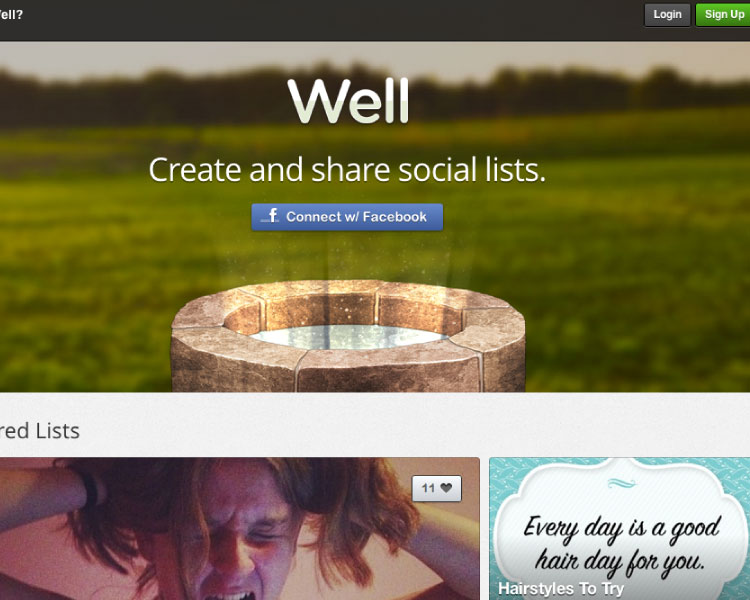 ell?
Login
Sign Up
Well
Create and share social lists.
f Connect w/ Facebook
red Lists
11
Every day is a good
hair day for you.
Hairstyles To Try